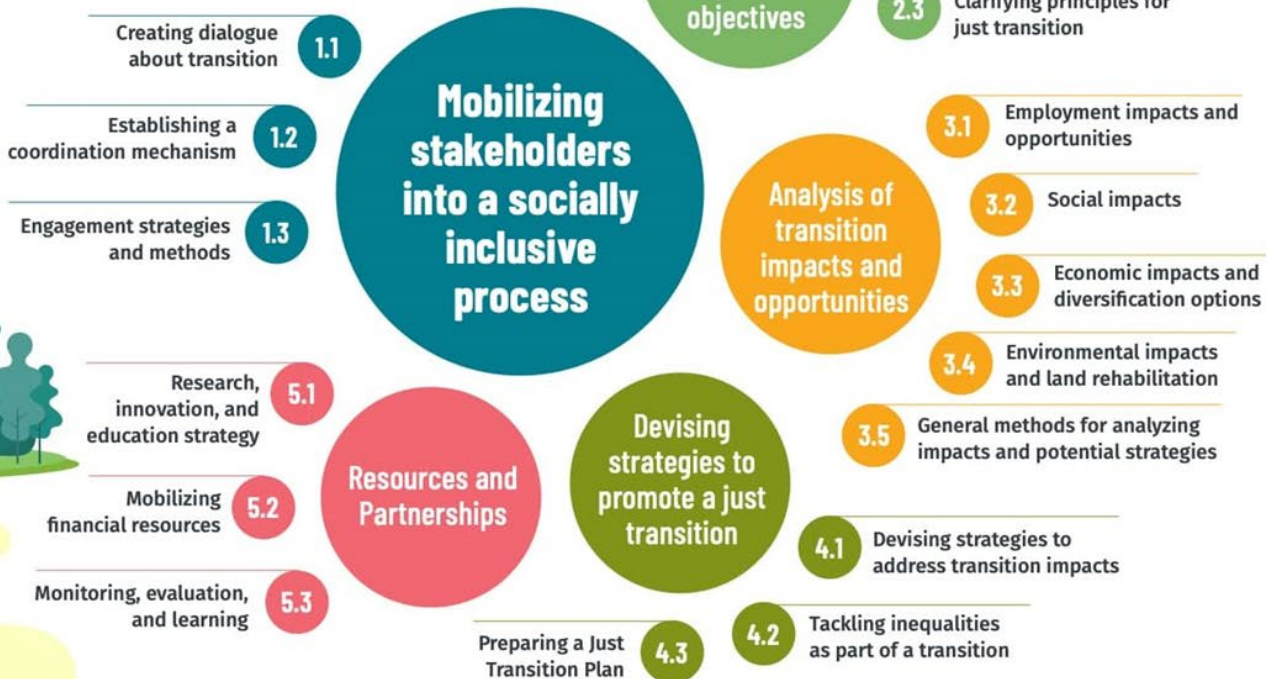 Creating dialogue
about transition
1.1
Establishing a
coordination mechanism
1.2
Engagement strategies
and methods
1.3
Mobilizing
stakeholders
into a socially
inclusive
process
objectives
2.3
Clarifying principles for
just transition
Analysis of
transition
impacts and
opportunities
3.1
Employment impacts and
opportunities
3.2
Social impacts
3.3
Economic impacts and
diversification options
3.4
Environmental impacts
and land rehabilitation
3.5
General methods for analyzing
impacts and potential strategies
Devising
strategies to
promote a just
transition
4.1
Devising strategies to
address transition impacts
4.2
Tackling inequalities
as part of a transition
Preparing a Just
Transition Plan
4.3
Resources and
Partnerships
Research,
innovation, and
education strategy
5.1
Mobilizing
financial resources
5.2
Monitoring, evaluation,
and learning
5.3